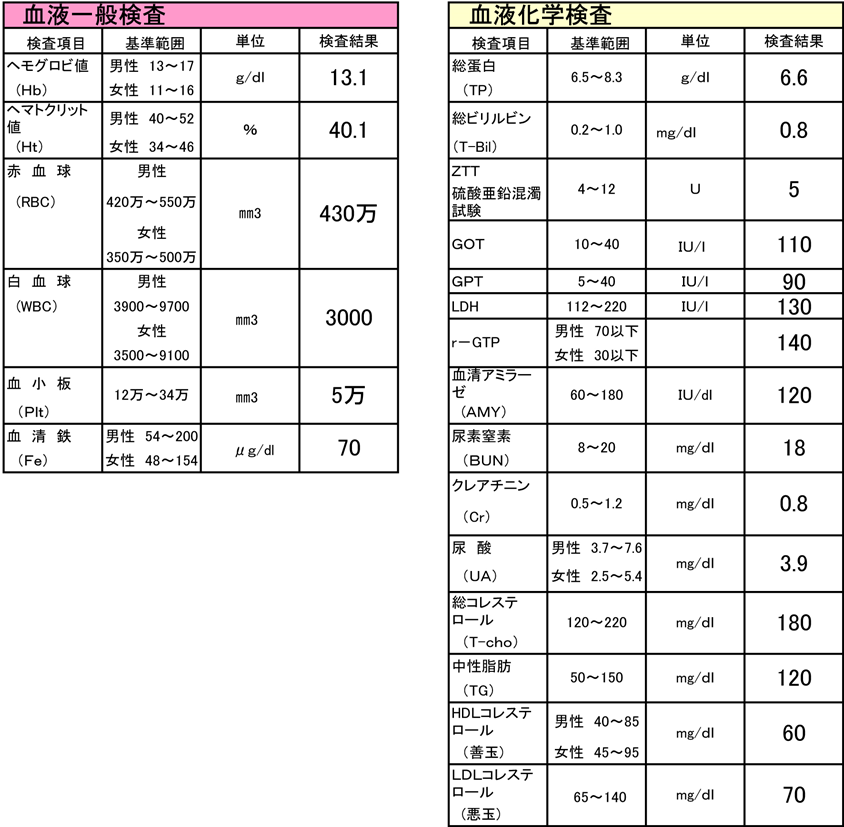 血液一般検査
検査項目 基準範囲 単位 検査結果
ヘモグロビ値
（Hb）
男性 13～17
女性 11～16
g/dl
13.1
ヘマトクリット
値
（Ht）
男性 40～52
女性 34～46
％
40.1
赤 血 球
（RBC）
男性
420万～550万
女性
350万～500万
mm3
430万
白 血 球
（WBC）
男性
3900～9700
女性
3500～9100
mm3
3000
血 小 板
（Plt）
12万～34万
mm3
5万
血 清 鉄
（Fe）
男性 54～200
女性 48～154
μg/dl
70
血液化学検査
検査項目 基準範囲 単位 検査結果
総蛋白
（TP）
6.5～8.3
g/dl
6.6
総ビリルビン
（T-Bil）
0.2～1.0
mg/dl
0.8
ZTT
硫酸亜鉛混濁
試験
4～12
U
5
GOT
10～40
IU/l
110
GPT
5～40
IU/l
90
LDH
112～220
IU/l
130
r－GTP
男性 70以下
女性 30以下
140
血清アミラー
ゼ
（AMY）
60～180
IU/dl
120
尿素窒素
（BUN）
8～20
mg/dl
18
クレアチニン
（Cr）
0.5～1.2
mg/dl
0.8
尿 酸
（UA）
男性 3.7～7.6
女性 2.5～5.4
mg/dl
3.9
総コレステ
ロール
（T-cho）
120～220
mg/dl
180
中性脂肪
（TG）
50～150
mg/dl
120
HDLコレステ
ロール
（善玉）
男性 40～85
女性 45～95
mg/dl
60
LDLコレステ
ロール
（悪玉）
65～140
mg/dl
70